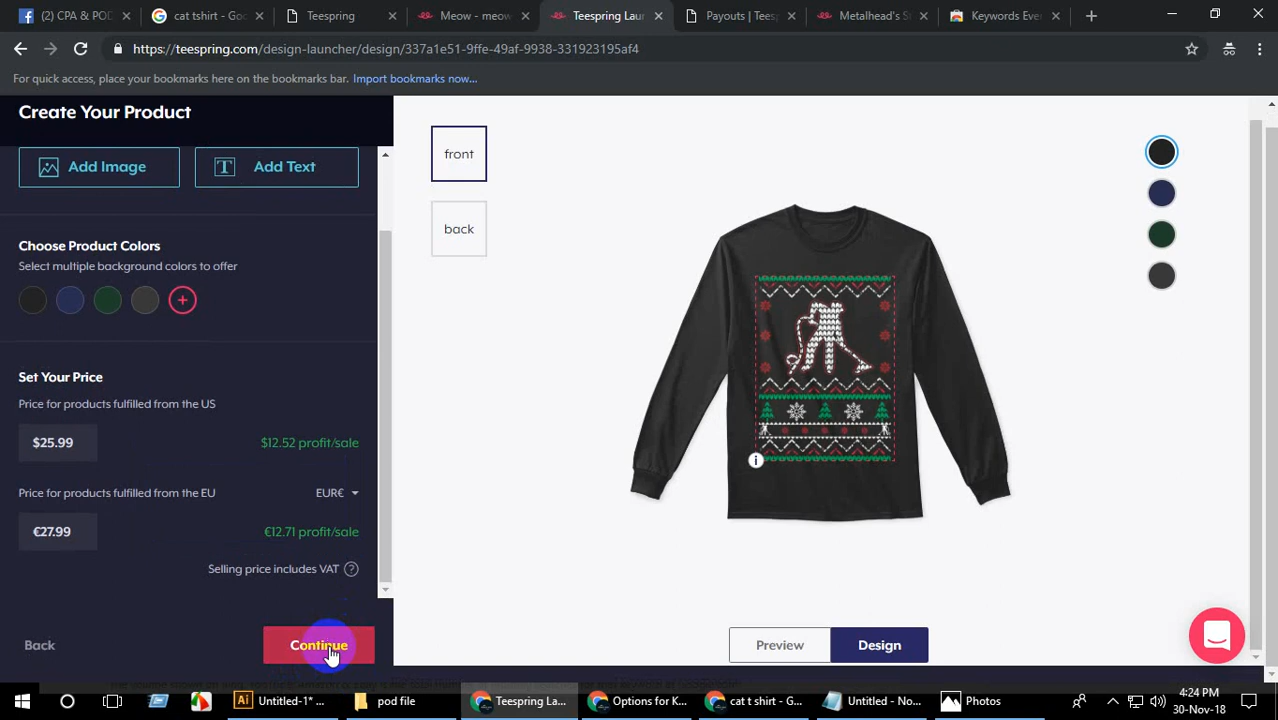 (2) CPA & POD
cat tshirt - Goo
Teespring
Meow - meow
Teespring Laur
Payouts | Teesp
Metalhead's S
Keywords Ever
https://teespring.com/design-launcher/design/337a1e51-9ffe-49af-9938-331923195af4
For quick access, place your bookmarks here on the bookmarks bar. Import bookmarks now...
Create Your Product
Add Image
Add Text
front
back
Choose Product Colors
Select multiple background colors to offer
Set Your Price
Price for products fulfilled from the US
$25.99
$12.52 profit/sale
Price for products fulfilled from the EU
EUR€
€27.99
€12.71 profit/sale
Selling price includes VAT
Back
Continue
Preview
Design
Untitled-1* ...
pod file
Teespring La...
Options for K...
cat t shirt - G...
Untitled - No...
Photos
4:24 PM
30-Nov-18